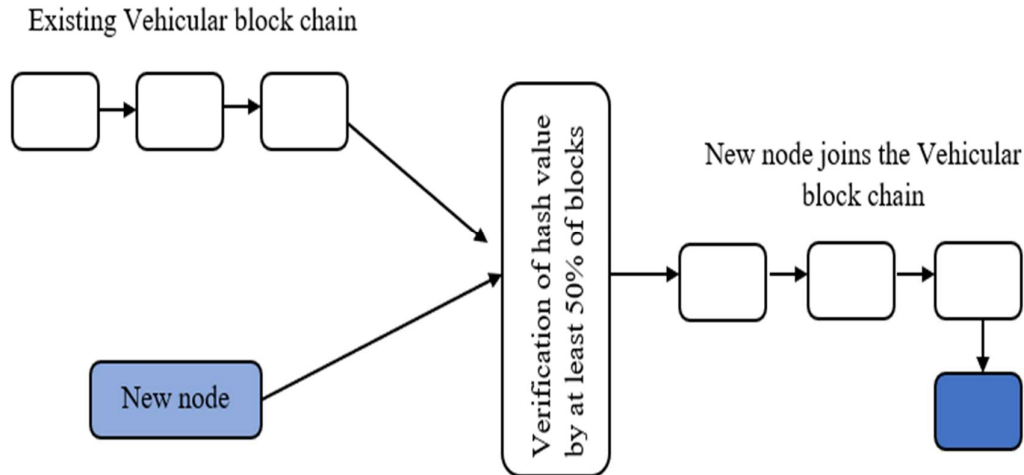 Existing Vehicular block chain
New node
Verification of hash value
by at least 50% of blocks
New node joins the Vehicular
block chain